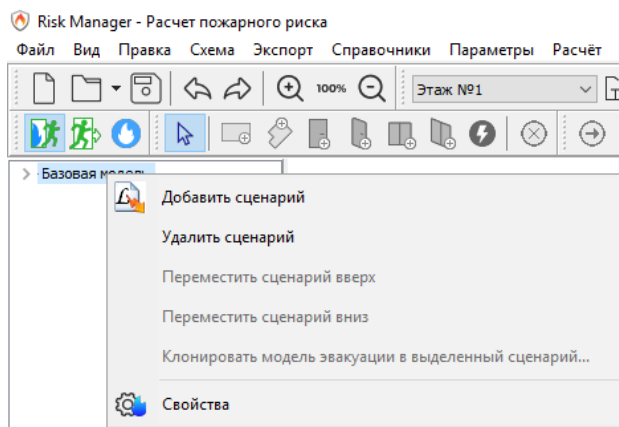 Risk Manager - Расчет пожарного риска
Файл Вид Правка Схема Экспорт Справочники Параметры Расчёт
100% Этаж №1
Базовая модель
Добавить сценарий
Удалить сценарий
Переместить сценарий вверх
Переместить сценарий вниз
Клонировать модель эвакуации в выделенный сценарий...
Свойства